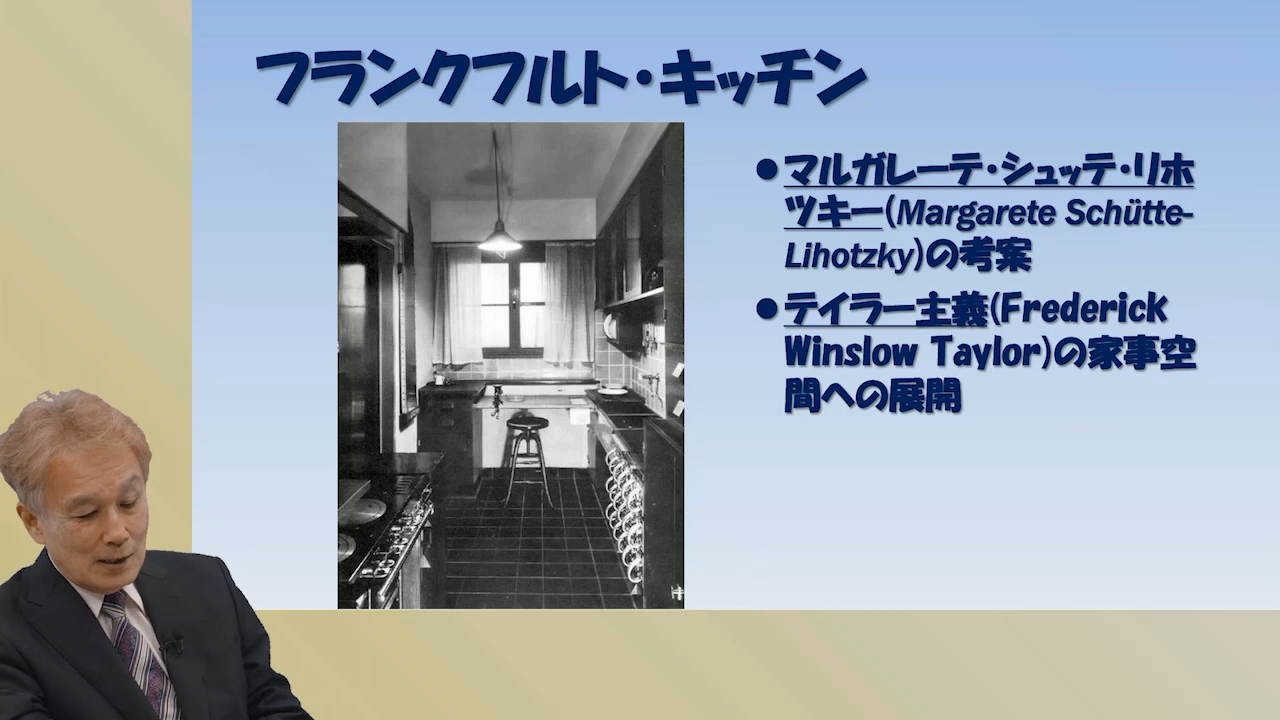 フランクフルト・キッチン
●マルガレーテ・シュッテ・リホ
ツキー(Margarete Schütte-
Lihotzky)の考案
●テイラー主義(Frederick
Winslow Taylor)の家事空
間への展開